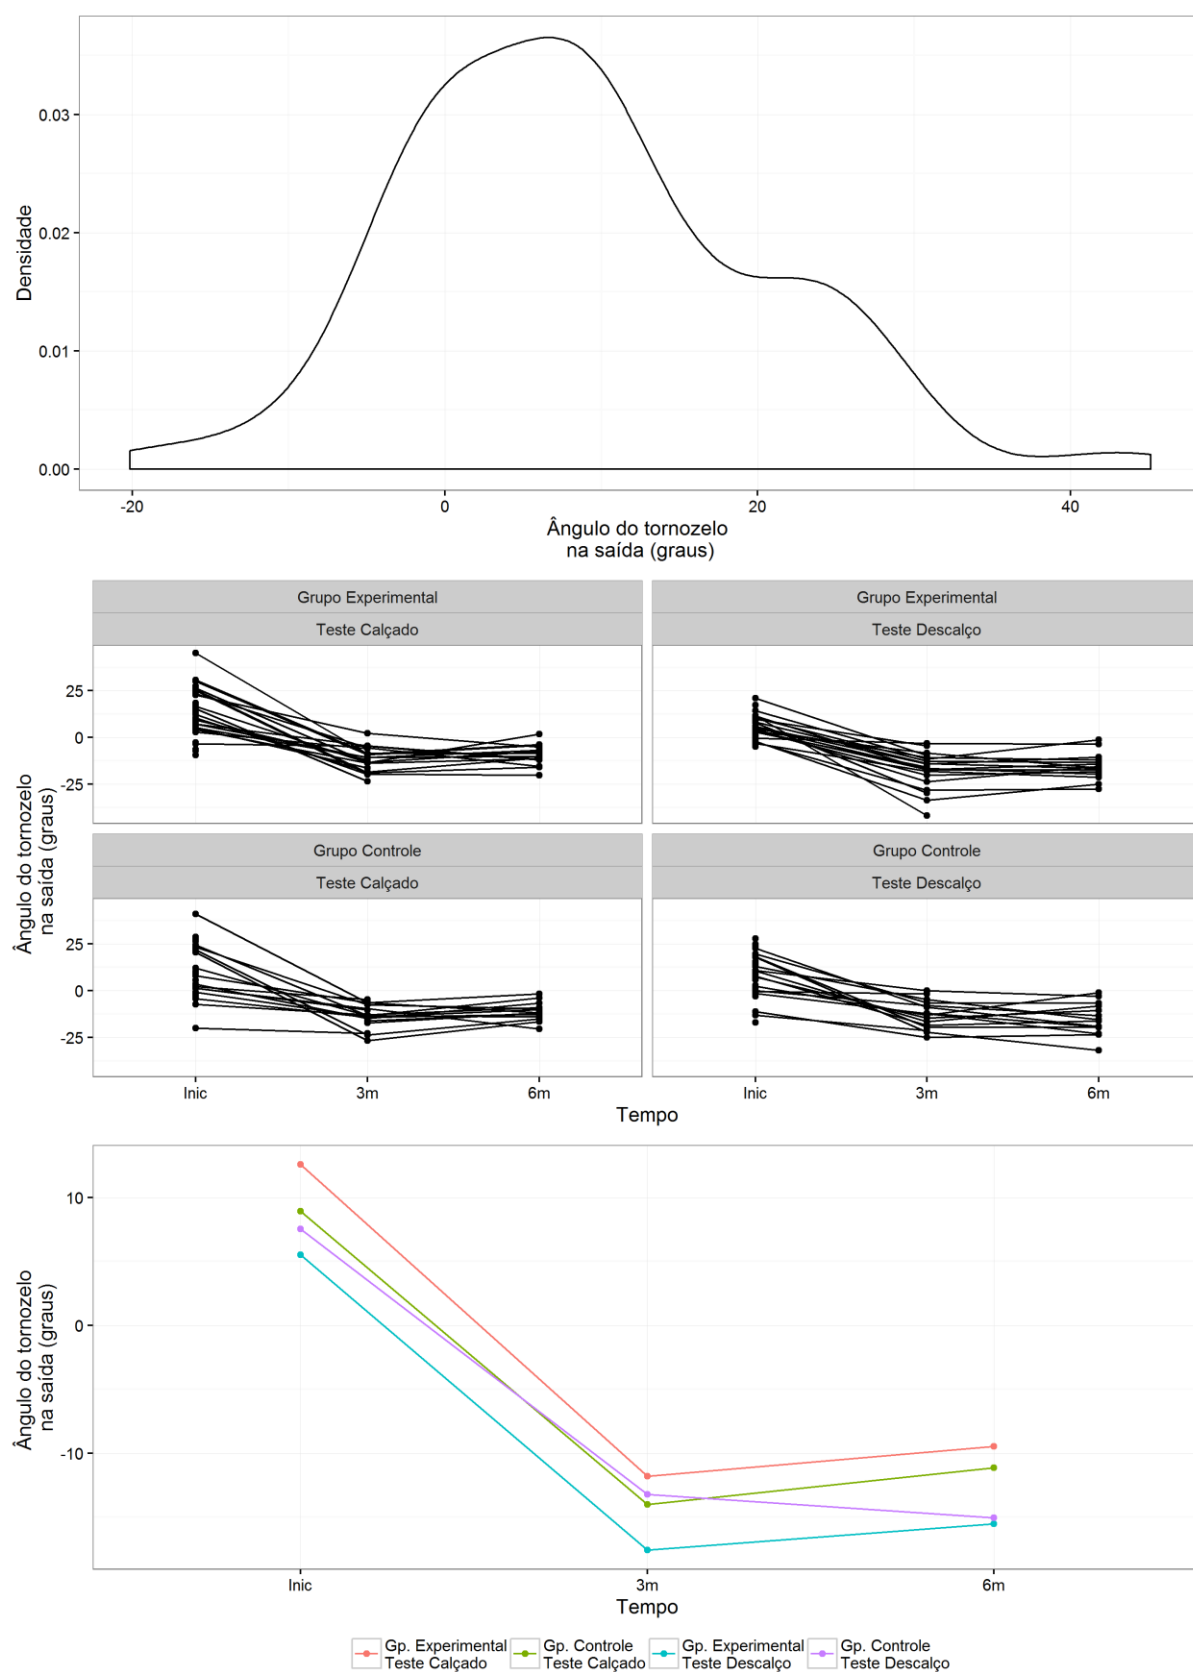 0.03
0.02
0.01
0.00
Densidade
-20 0 20 40
Ângulo do tornozelo
na saída (graus)
Grupo Experimental Grupo Experimental
Teste Calçado Teste Descalço
25
0
-25
Grupo Controle Grupo Controle
Teste Calçado Teste Descalço
25
0
-25
Ângulo do tornozelo
na saída (graus)
Inic 3m 6m Inic 3m 6m
Tempo
10
0
-10
Ângulo do tornozelo
na saída (graus)
Inic 3m 6m
Tempo
Gp. Experimental Gp. Controle Gp. Experimental Gp. Controle
Teste Calçado Teste Calçado Teste Descalço Teste Descalço